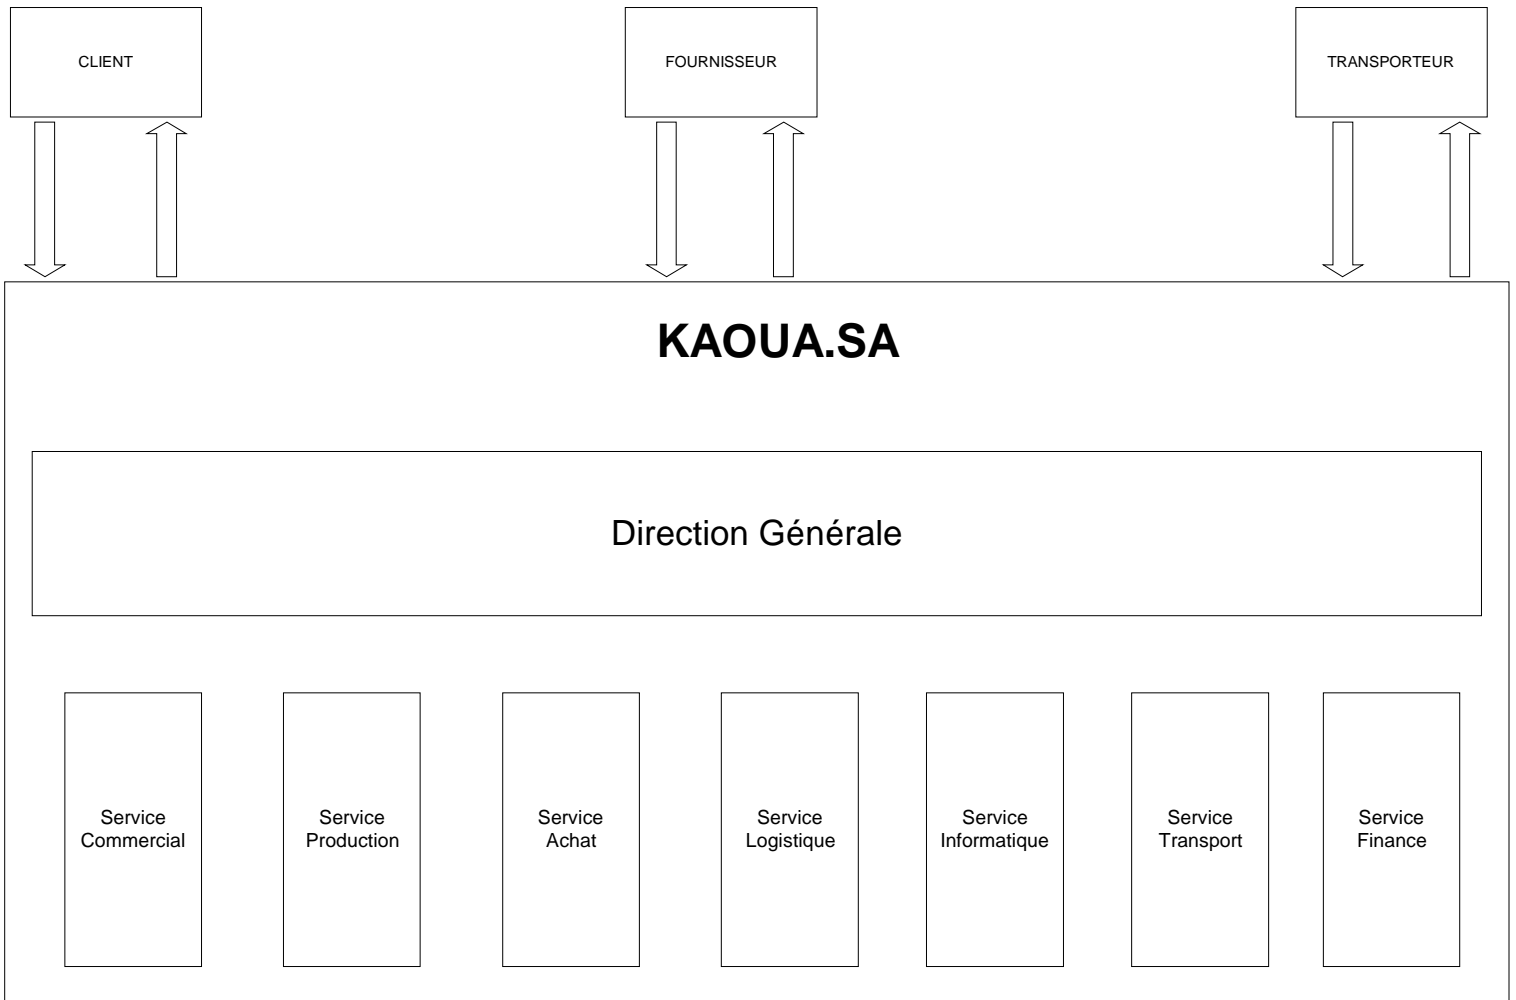 CLIENT
FOURNISSEUR
TRANSPORTEUR
KAOUA.SA
Direction Générale
Service
Commercial
Service
Production
Service
Achat
Service
Logistique
Service
Informatique
Service
Transport
Service
Finance